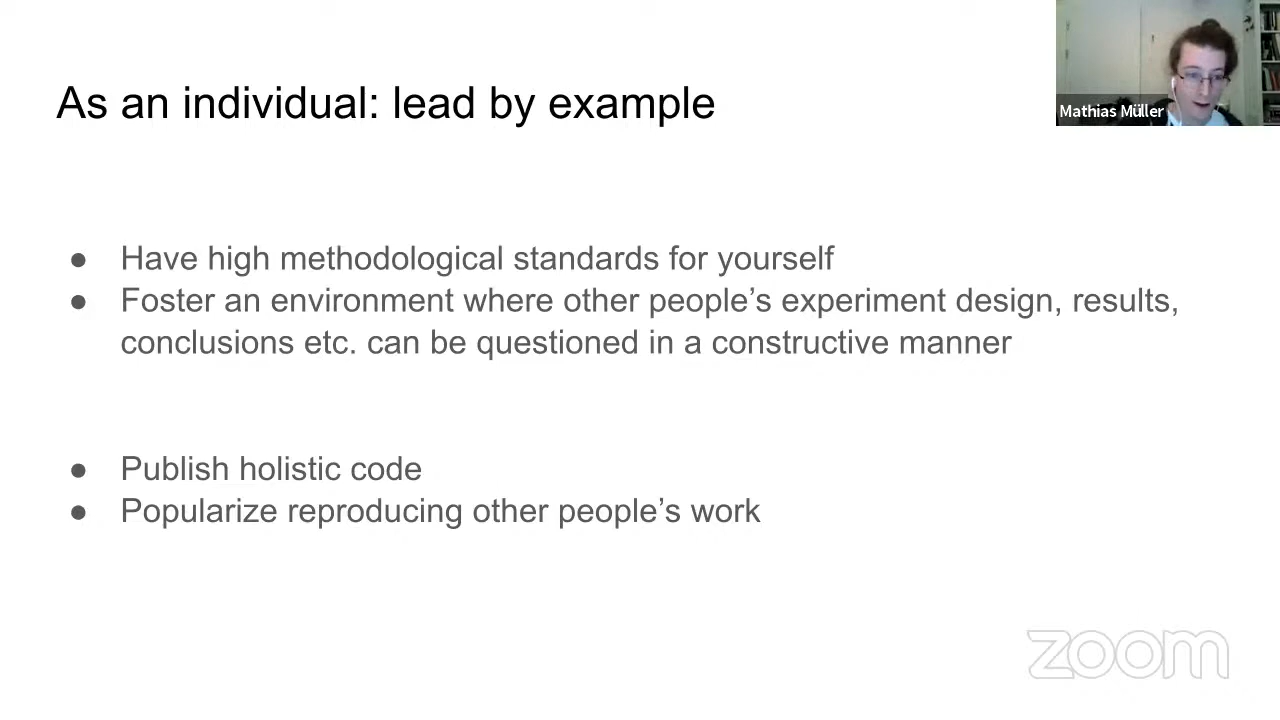 As an individual: lead by example
Mathias Müller
● Have high methodological standards for yourself
● Foster an environment where other people’s experiment design, results,
conclusions etc. can be questioned in a constructive manner
● Publish holistic code
● Popularize reproducing other people’s work
zoom